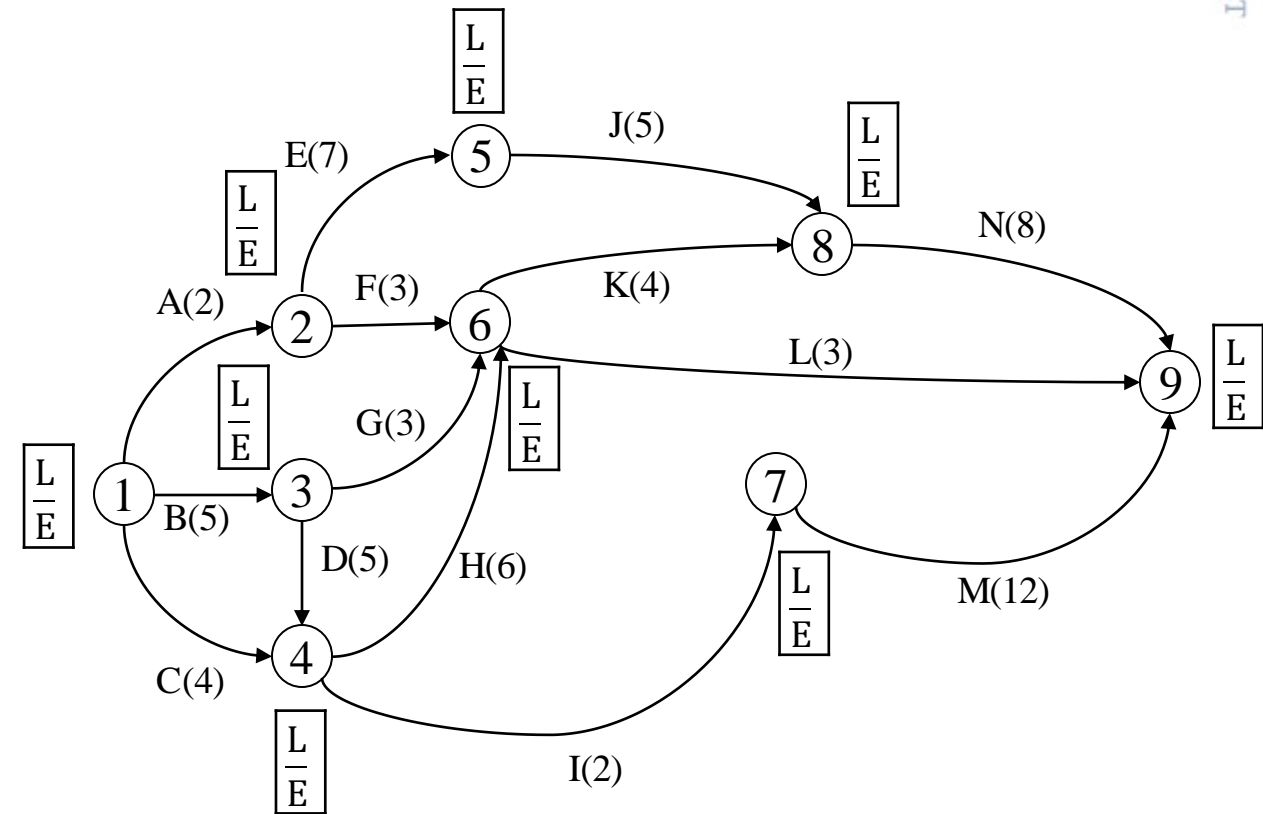 T
L
E
L
E
E(7)
5
J(5)
L
E
8
N(8)
A(2)
2
F(3)
6
K(4)
L(3)
L
E
9
L
E
G(3)
L
E
L
E
1
B(5)
3
7
D(5)
H(6)
M(12)
L
E
4
C(4)
L
E
I(2)